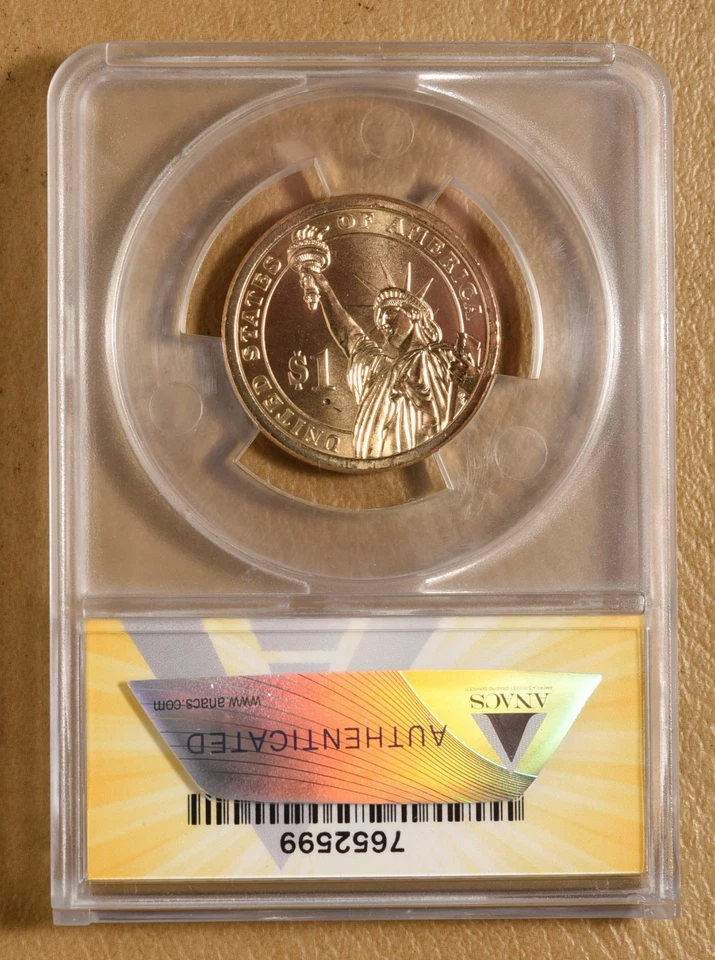 UNITED STATES OF AMERICA
$1
ANACS
www.anacs.com
AUTHENTICATED
7652599